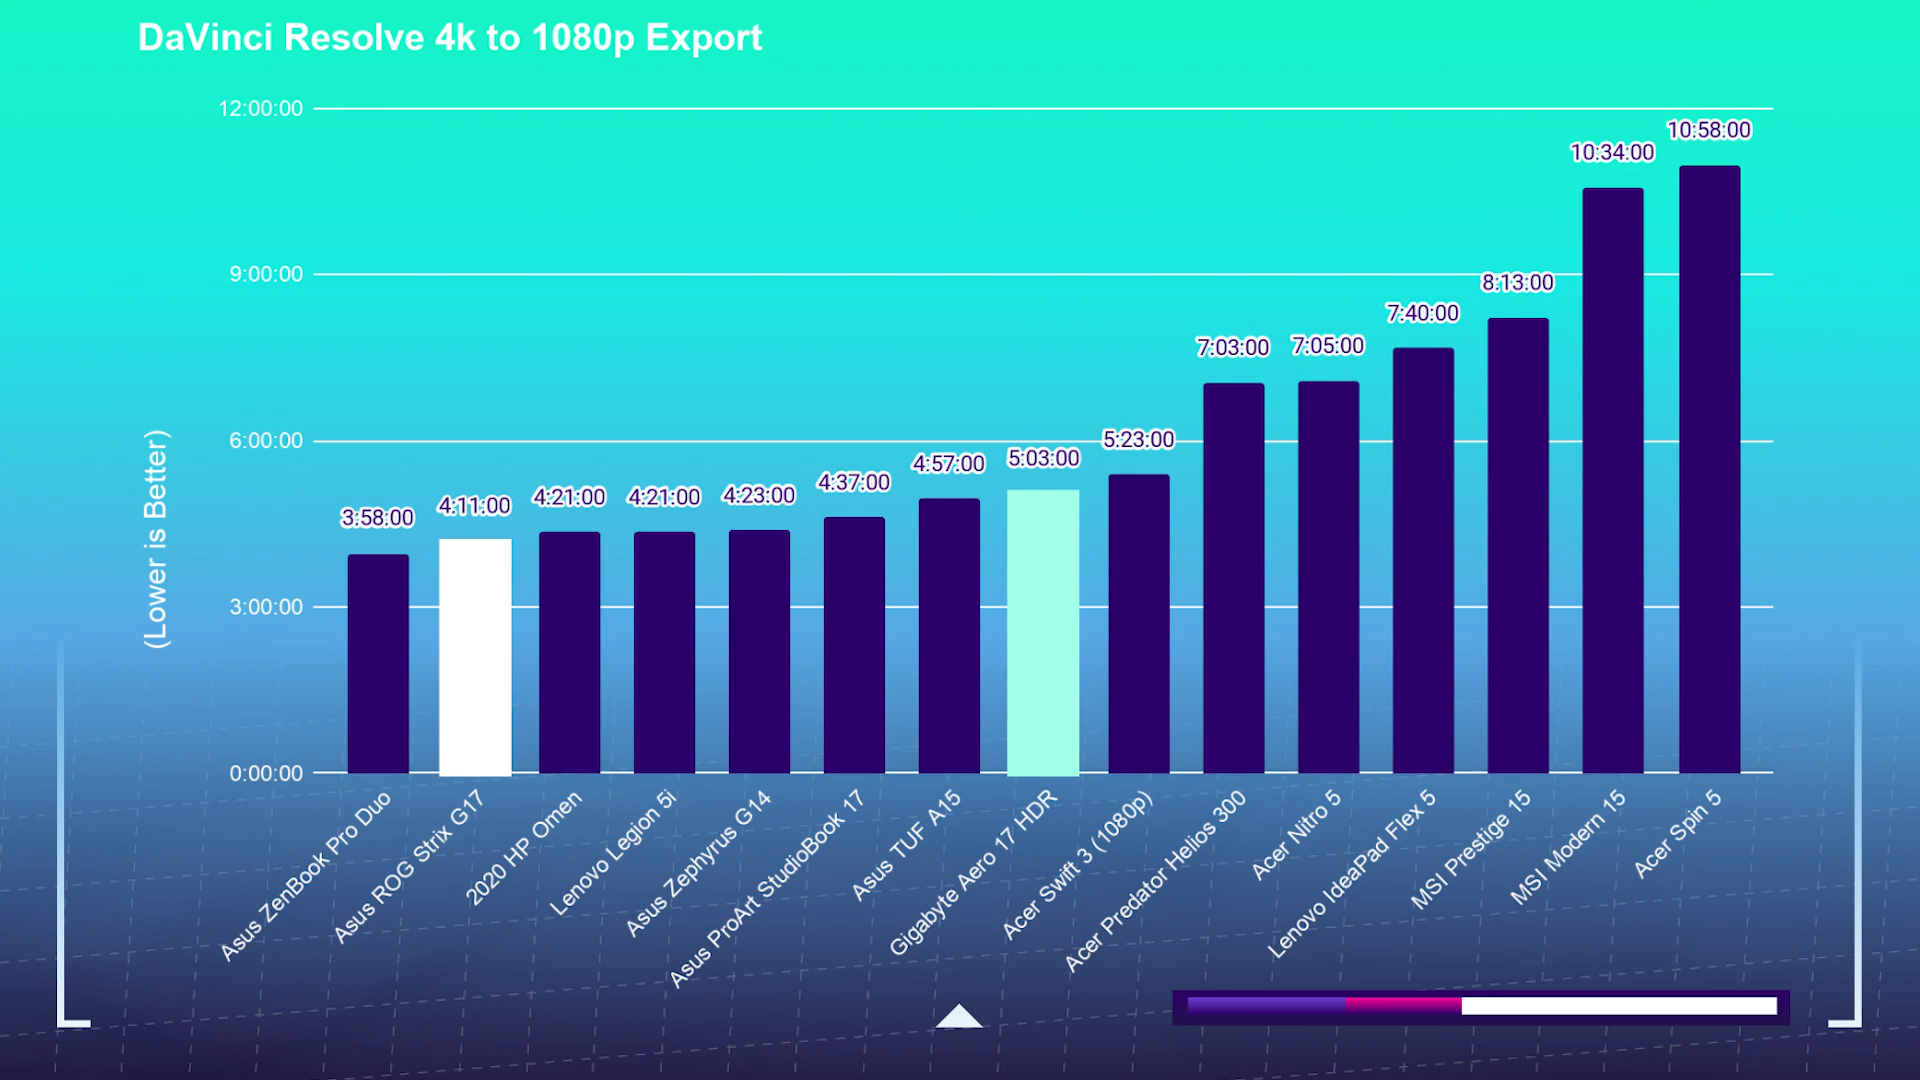 DaVinci Resolve 4k to 1080p Export
(Lower is Better)
12:00:00
9:00:00
6:00:00
3:00:00
0:00:00
3:58:00
4:11:00
4:21:00
4:21:00
4:23:00
4:37:00
4:57:00
5:03:00
5:23:00
7:03:00
7:05:00
7:40:00
8:13:00
10:34:00
10:58:00
Asus ZenBook Pro Duo
Asus ROG Strix G17
2020 HP Omen
Lenovo Legion 5i
Asus Zephyrus G14
Asus ProArt StudioBook 17
Asus TUF A15
Gigabyte Aero 17 HDR
Acer Swift 3 (1080p)
Acer Predator Helios 300
Acer Nitro 5
Lenovo IdeaPad Flex 5
MSI Prestige 15
MSI Modern 15
Acer Spin 5